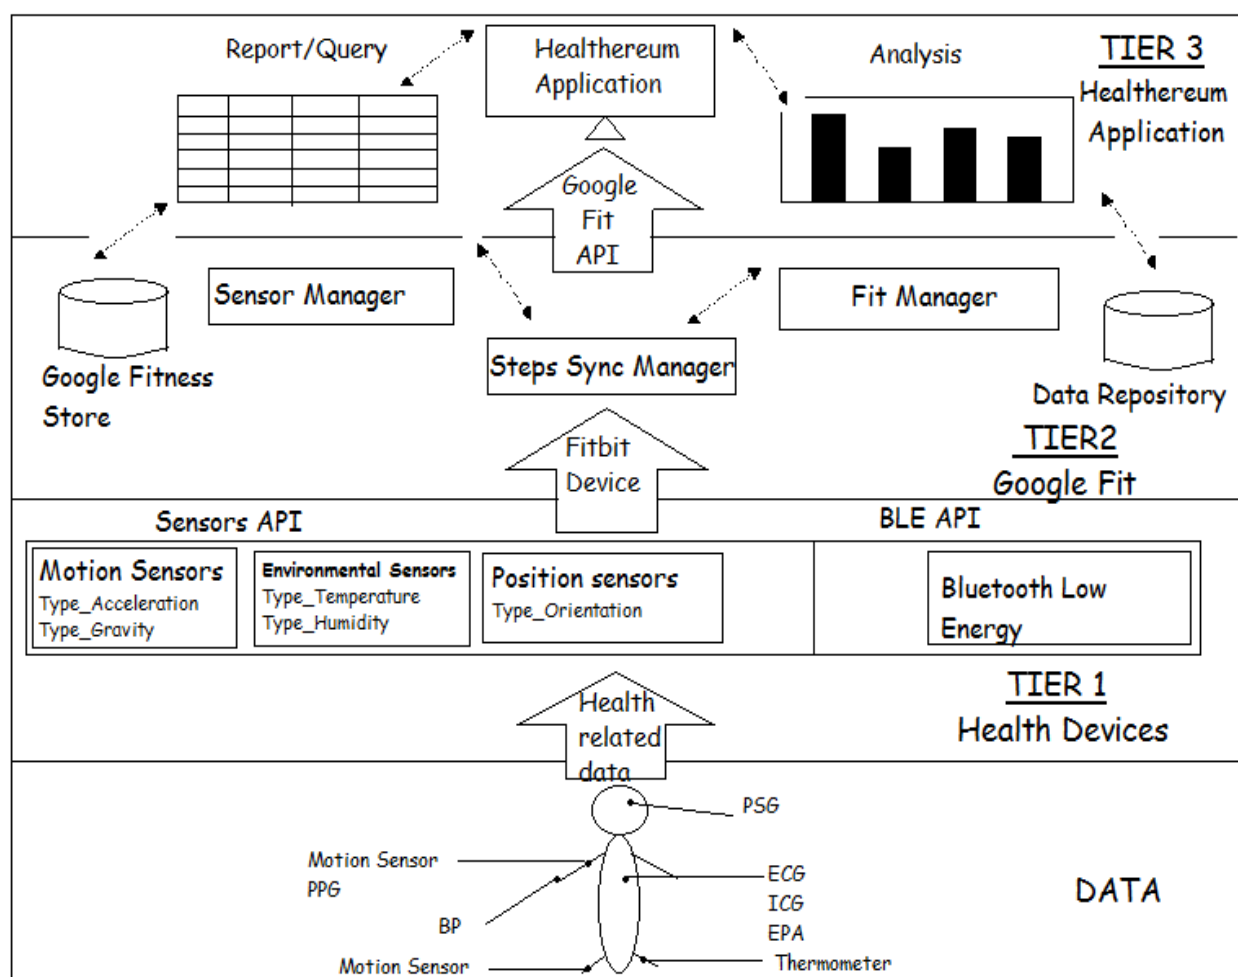 Report/Query
Healthereum
Application
Analysis
TIER 3
Healthereum
Application
Google
Fit
API
Sensor Manager
Fit Manager
Steps Sync Manager
Google Fitness
Store
Data Repository
TIER2
Google Fit
Fitbit
Device
Sensors API
BLE API
Motion Sensors
Type_Acceleration
Type_Gravity
Environmental Sensors
Type_Temperature
Type_Humidity
Position sensors
Type_Orientation
Bluetooth Low
Energy
TIER 1
Health Devices
Health
related
data
PSG
Motion Sensor
PPG
BP
Motion Sensor
ECG
ICG
EPA
Thermometer
DATA